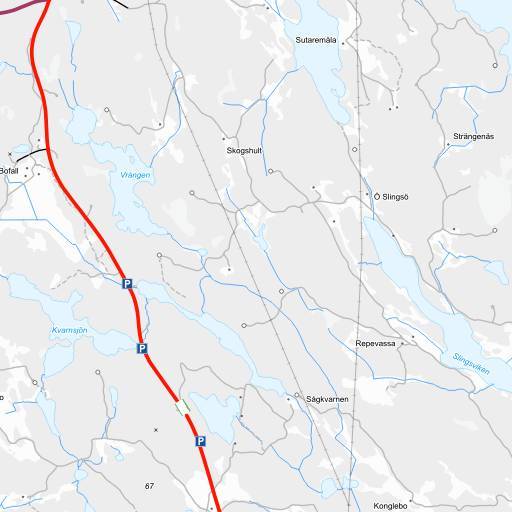 Sutaremåla
Strängenäs
Skogshult
Bofall
Vrången
Ö Slingsö
P
Kvarnsjön
P
Repevassa
Slingsviken
Sågkvarnen
P
67
Konglebo